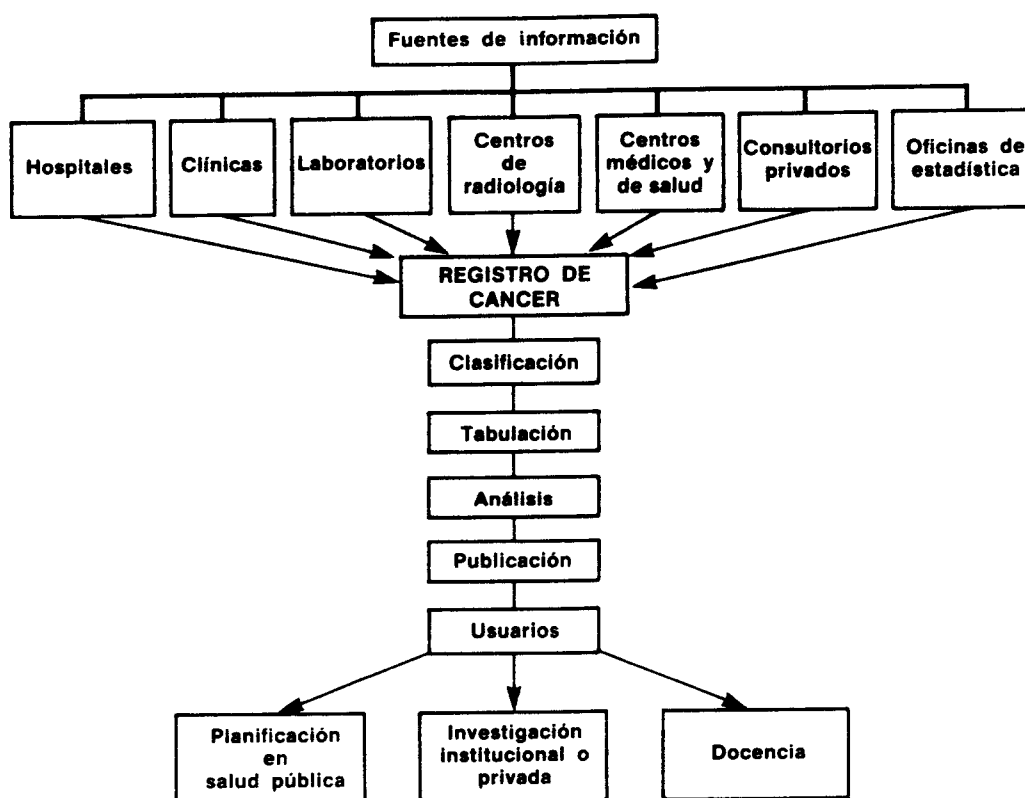 Fuentes de información
Hospitales
Clínicas
Laboratorios
Centros
de
radiología
Centros
médicos y
de salud
Consultorios
privados
Oficinas de
estadística
REGISTRO DE
CANCER
Clasificación
Tabulación
Análisis
Publicación
Usuarios
Planificación
en
salud pública
Investigación
institucional o
privada
Docencia